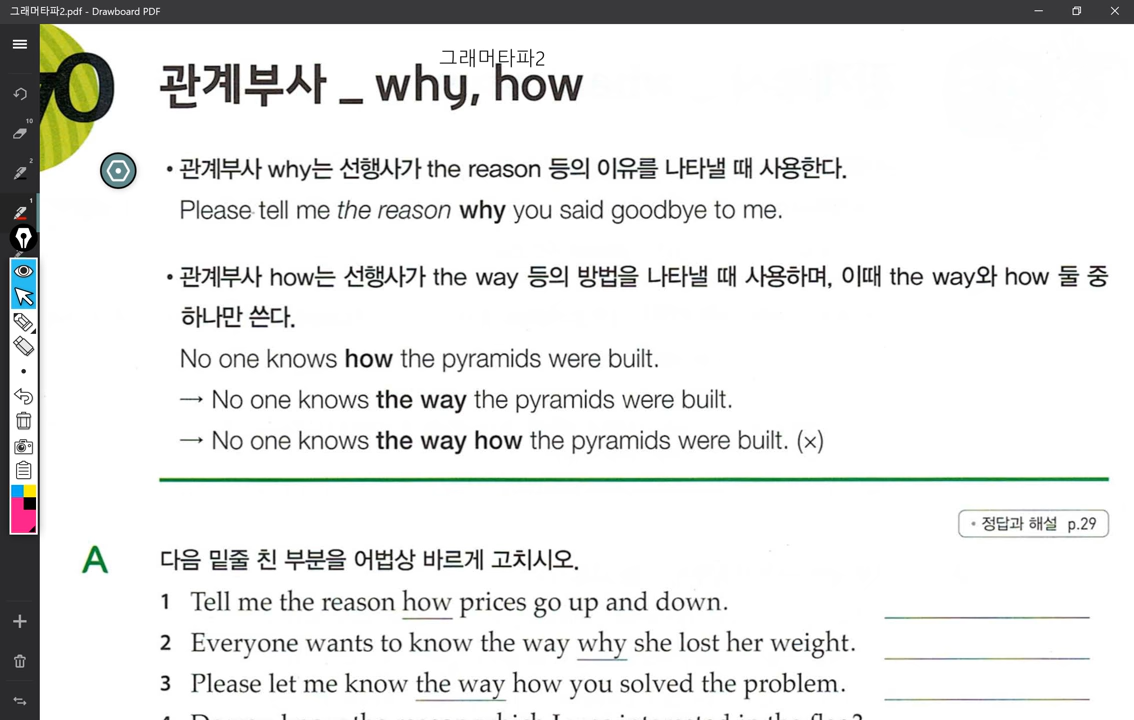 그래머타파2.pdf - Drawboard PDF
그래머타파2
관계부사 _ why, how
• 관계부사 why는 선행사가 the reason 등의 이유를 나타낼 때 사용한다.
Please tell me the reason why you said goodbye to me.
• 관계부사 how는 선행사가 the way 등의 방법을 나타낼 때 사용하며, 이때 the way와 how 둘 중
하나만 쓴다.
No one knows how the pyramids were built.
→ No one knows the way the pyramids were built.
→ No one knows the way how the pyramids were built. (×)
• 정답과 해설 p.29
A 다음 밑줄 친 부분을 어법상 바르게 고치시오.
1 Tell me the reason how prices go up and down.
2 Everyone wants to know the way why she lost her weight.
3 Please let me know the way how you solved the problem.
10
2
1